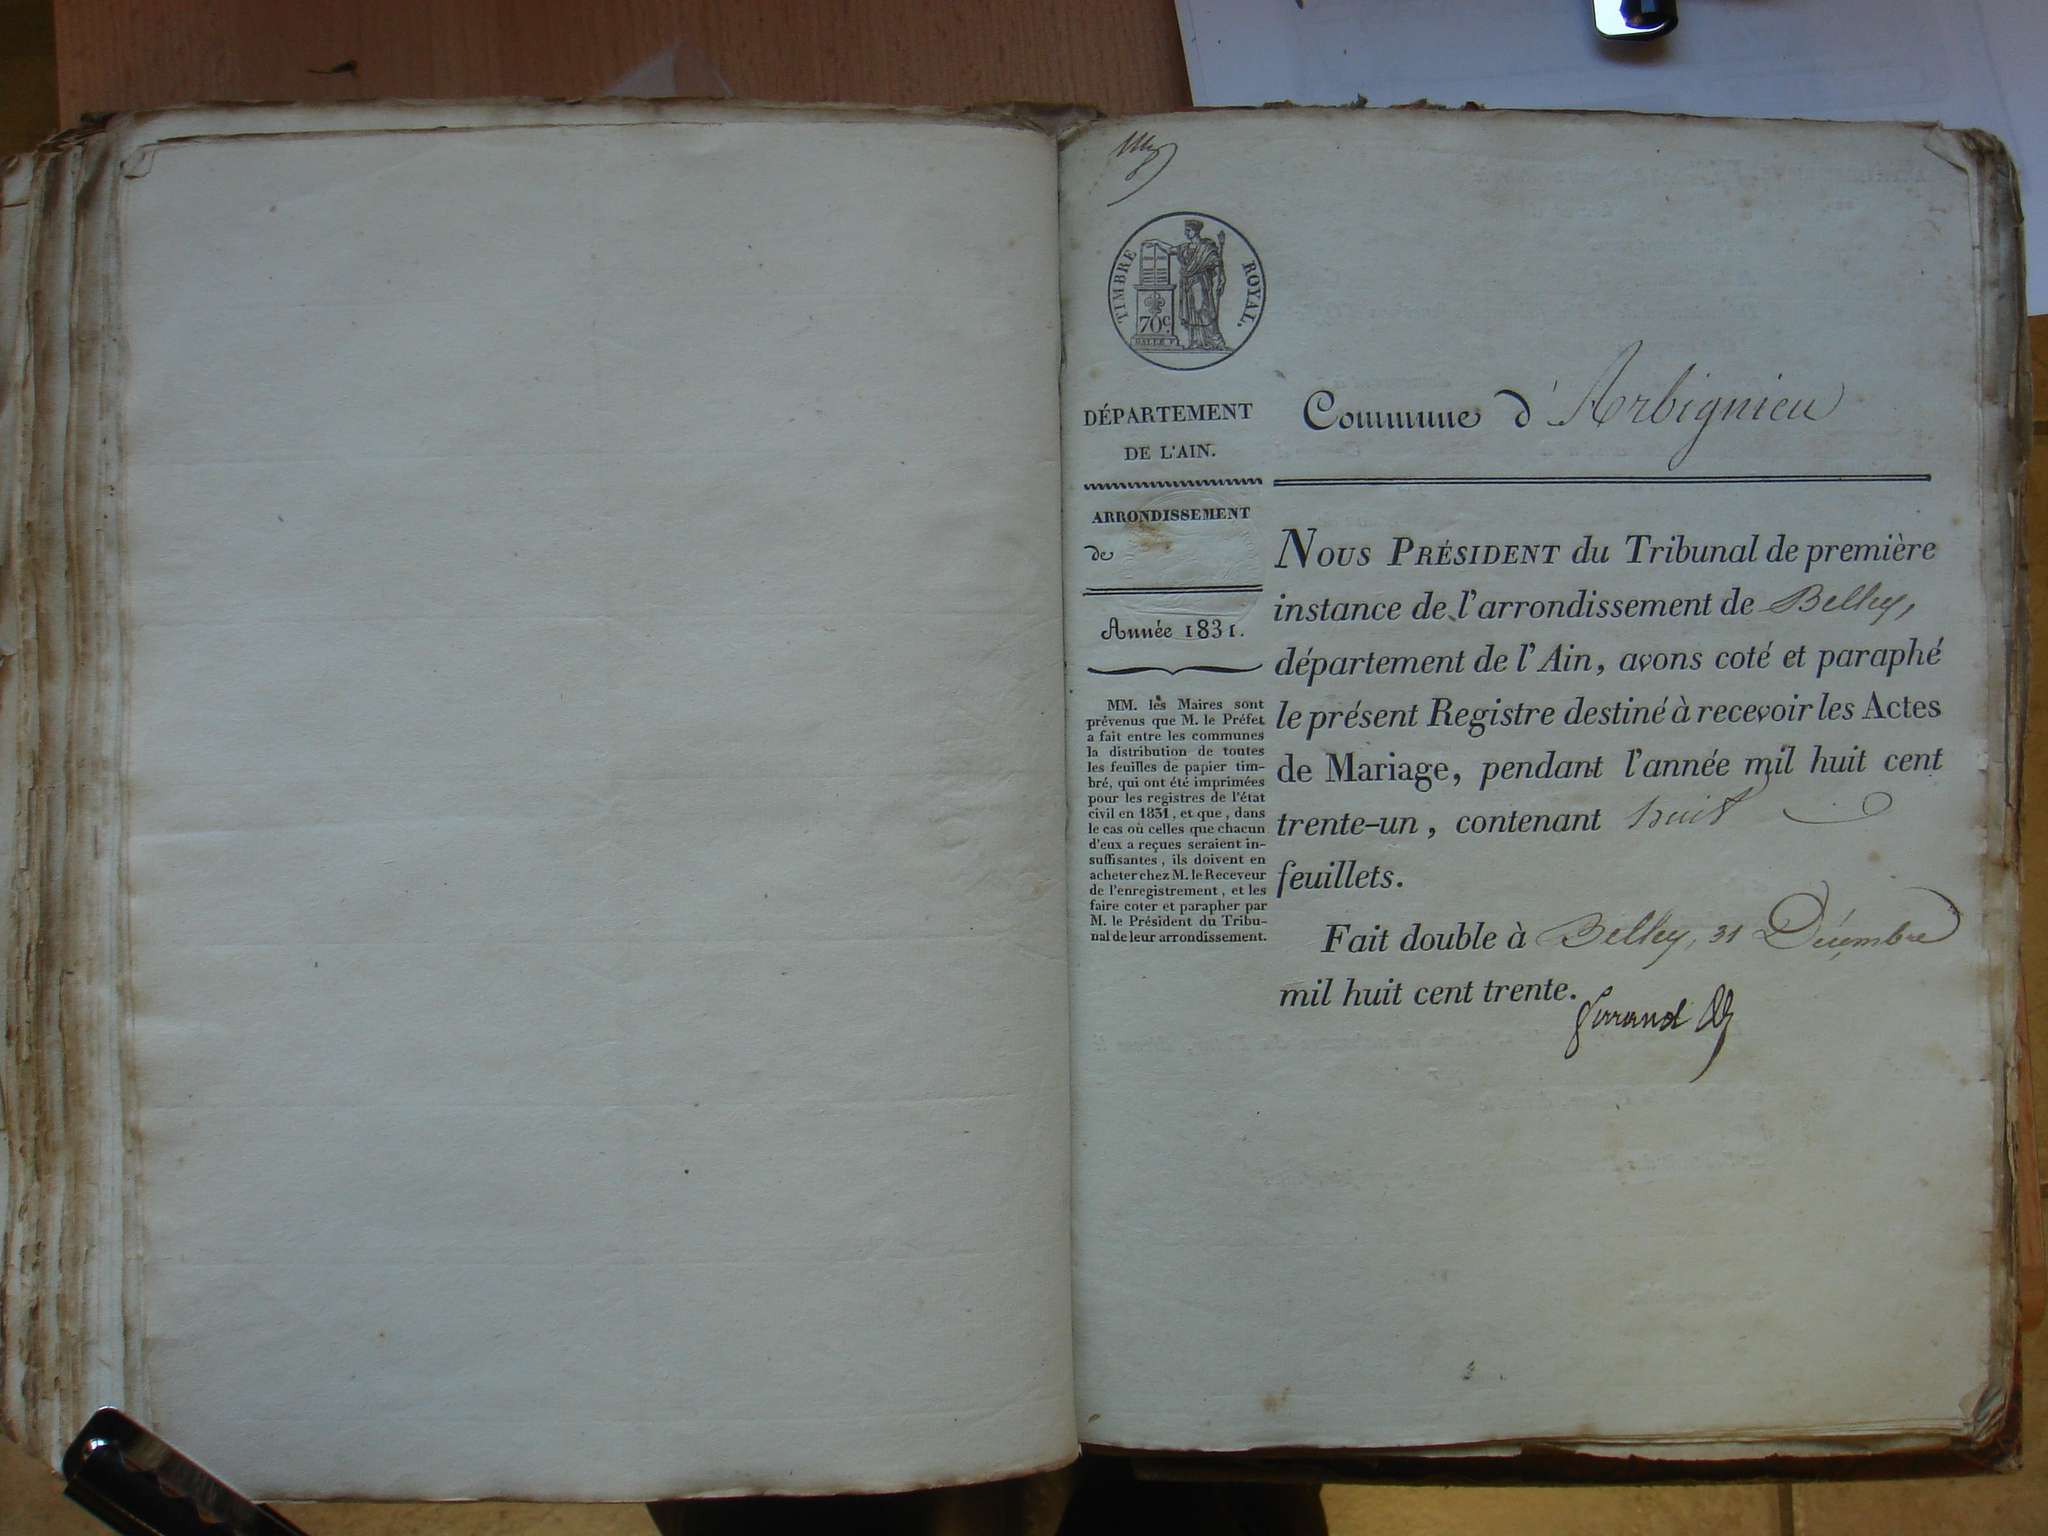 TIMBRE ROYAL.
70c.
DÉPARTEMENT
DE L'AIN.
ARRONDISSEMENT
de
Année 1831.
MM. les Maires sont
prévenus que M. le Préfet
a fait entre les communes
la distribution de toutes
les feuilles de papier tim-
bré, qui ont été imprimées
pour les registres de l'état
civil en 1831, et que, dans
le cas où celles que chacun
d'eux a reçues seraient in-
suffisantes, ils doivent en
acheter chez M. le Receveur
de l'enregistrement, et les
faire coter et parapher par
M. le Président du Tribu-
nal de leur arrondissement.
Commune d'Arbignieu
NOUS PRÉSIDENT du Tribunal de première
instance de l'arrondissement de Belley,
département de l'Ain, avons coté et paraphé
le présent Registre destiné à recevoir les Actes
de Mariage, pendant l'année mil huit cent
trente-un, contenant huit
feuillets.
Fait double à Belley, 31 Décembre
mil huit cent trente.